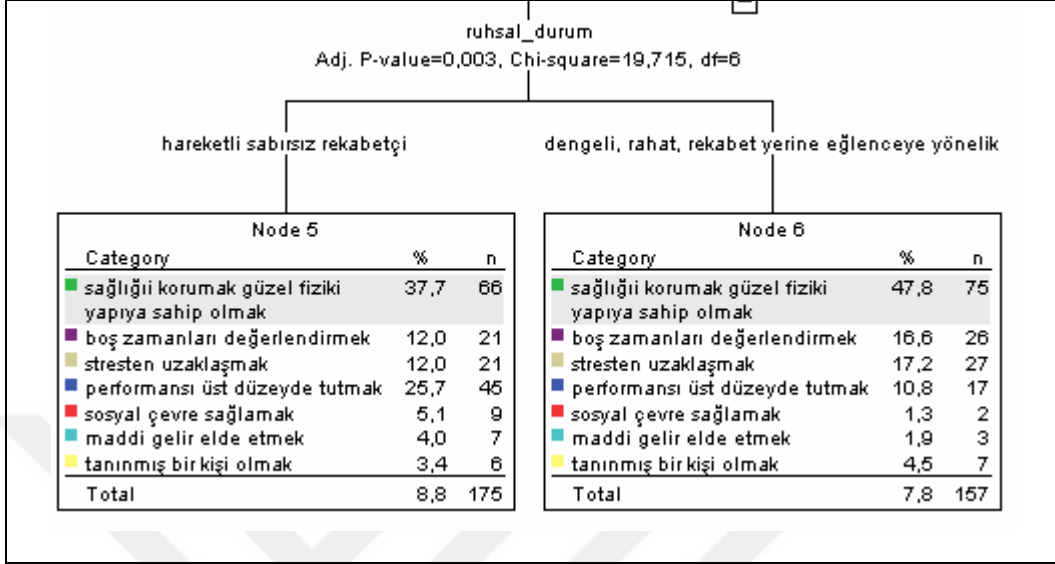 ruhsal_durum
Adj. P-value=0,003, Chi-square=19,715, df=6
hareketli sabırsız rekabetçi
dengeli, rahat, rekabet yerine eğlenceye yönelik
Node 5
Category % n
sağlığıı korumak güzel fiziki 37,7 66
yapıya sahip olmak
boş zamanları değerlendirmek 12,0 21
stresten uzaklaşmak 12,0 21
performansı üst düzeyde tutmak 25,7 45
sosyal çevre sağlamak 5,1 9
maddi gelir elde etmek 4,0 7
tanınmış bir kişi olmak 3,4 6
Total 8,8 175
Node 6
Category % n
sağlığıı korumak güzel fiziki 47,8 75
yapıya sahip olmak
boş zamanları değerlendirmek 16,6 26
stresten uzaklaşmak 17,2 27
performansı üst düzeyde tutmak 10,8 17
sosyal çevre sağlamak 1,3 2
maddi gelir elde etmek 1,9 3
tanınmış bir kişi olmak 4,5 7
Total 7,8 157